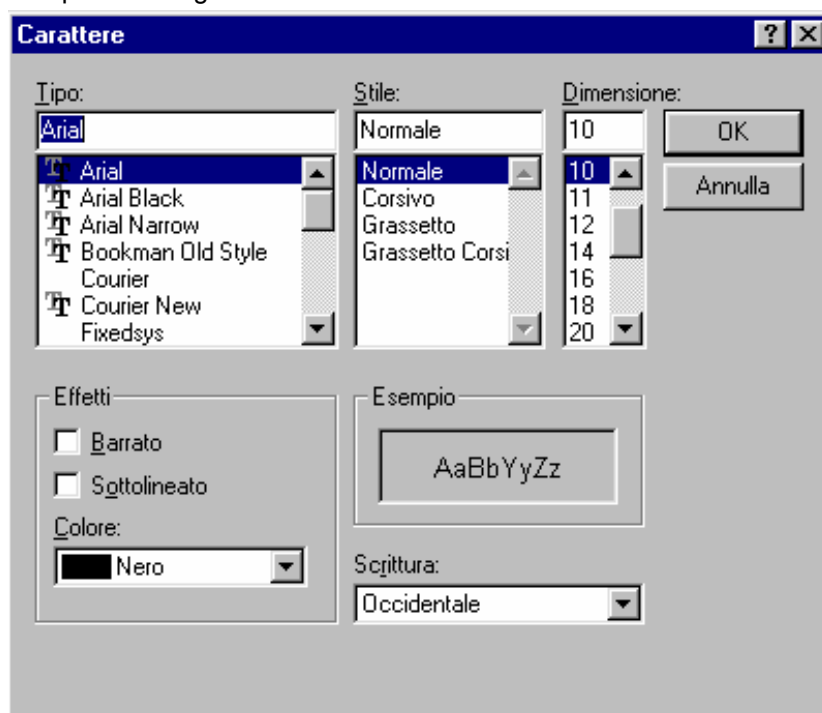 Carattere
Tipo:
Arial
Arial
Arial Black
Arial Narrow
Bookman Old Style
Courier
Courier New
Fixedsys
Stile:
Normale
Normale
Corsivo
Grassetto
Grassetto Corsi
Dimensione:
10
10
11
12
14
16
18
20
OK
Annulla
Effetti
Barrato
Sottolineato
Colore:
Nero
Esempio
AaBbYyZz
Scrittura:
Occidentale